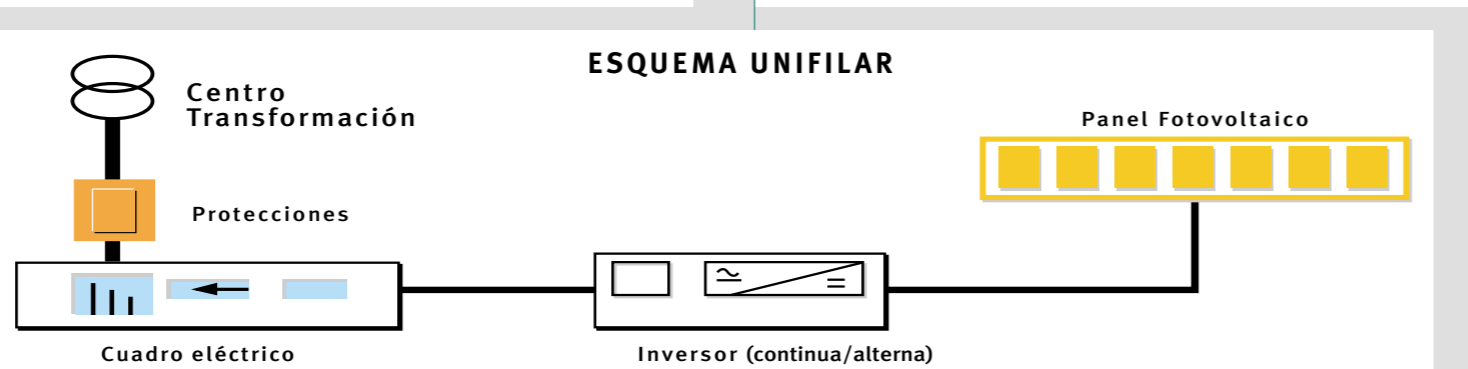 ESQUEMA UNIFILAR
Centro
Transformación
Panel Fotovoltaico
Protecciones
Cuadro eléctrico
Inversor (continua/alterna)